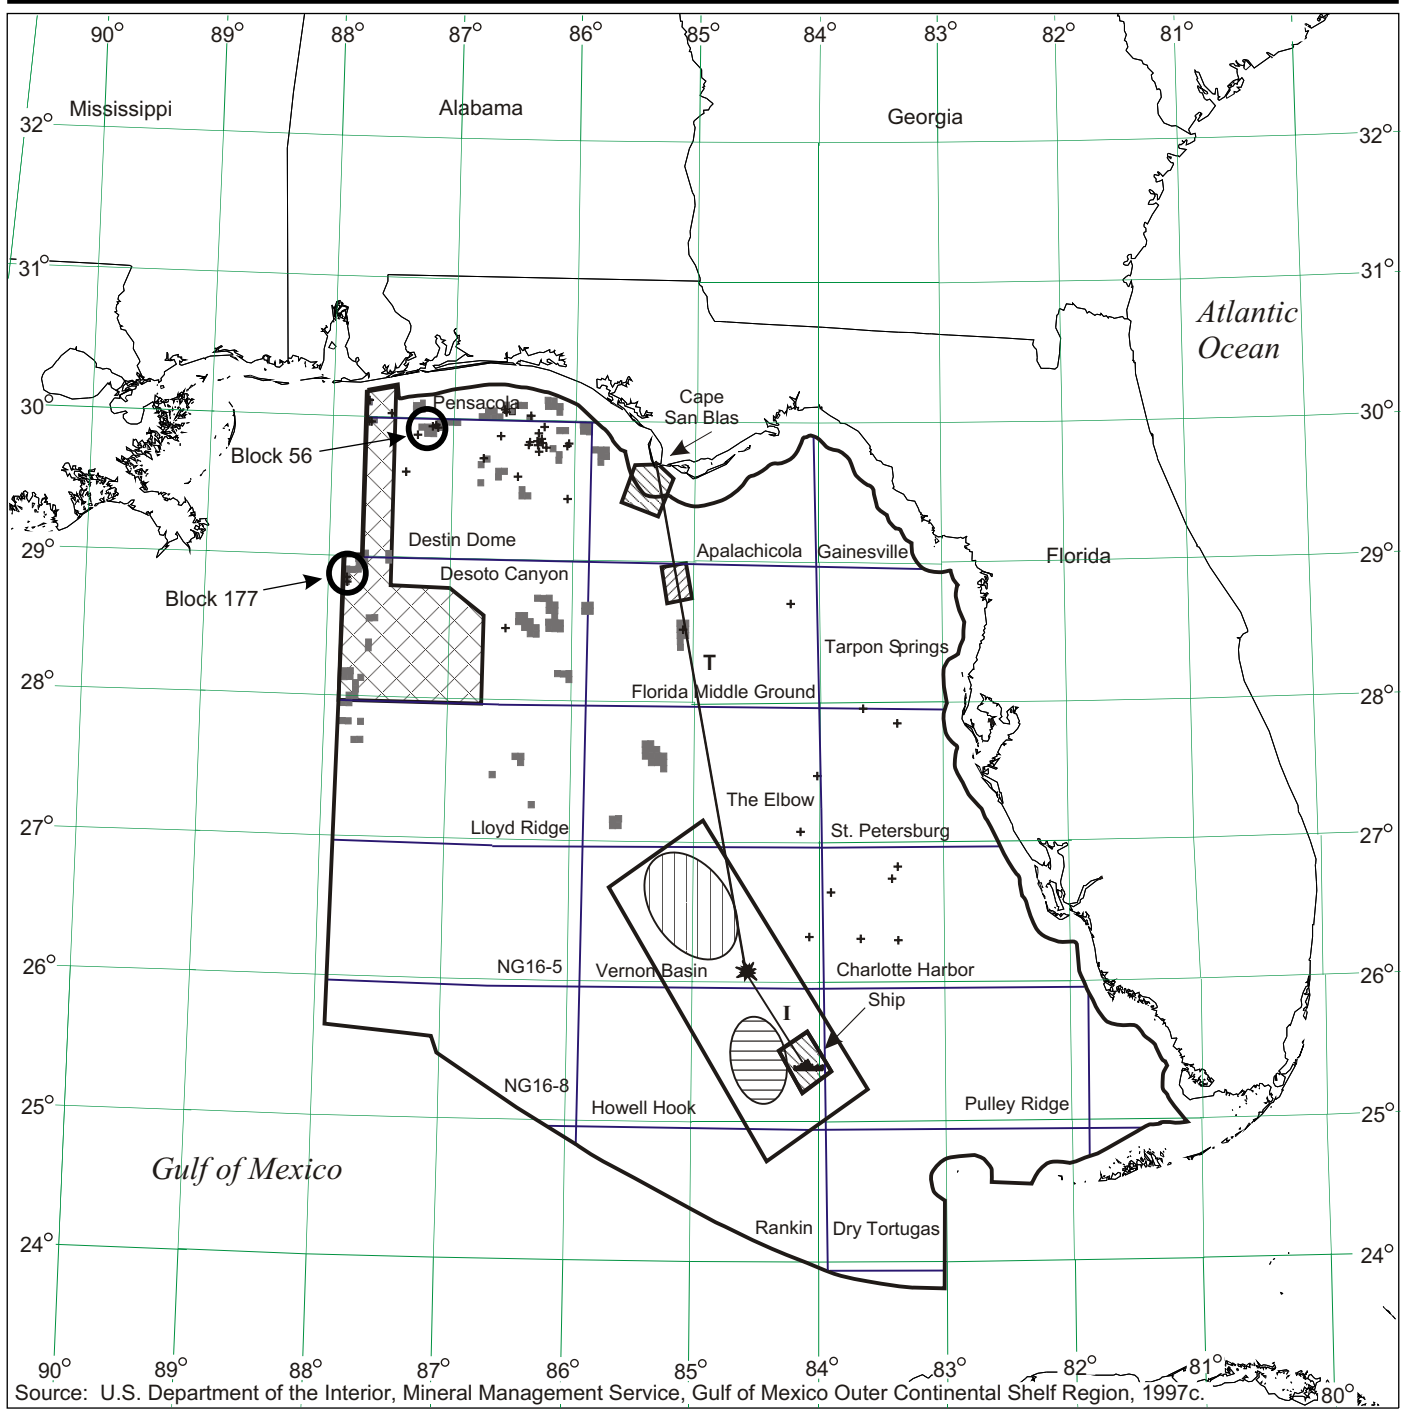 90° 89° 88° 87° 86° 85° 84° 83° 82° 81°
Mississippi
Alabama
Georgia
32°
32°
31°
31°
Atlantic
Ocean
30°
Pensacola
Cape
San Blas
30°
Block 56
29°
Destin Dome
Apalachicola
Gainesville
Florida
29°
Desoto Canyon
Block 177
Tarpon Springs
T
28°
Florida Middle Ground
28°
The Elbow
27°
Lloyd Ridge
St. Petersburg
27°
26°
NG16-5
Vernon Basin
Charlotte Harbor
26°
Ship
I
25°
NG16-8
Howell Hook
Pulley Ridge
25°
Gulf of Mexico
Rankin
Dry Tortugas
24°
24°
90° 89° 88° 87° 86° 85° 84° 83° 82° 81° 80°
Source: U.S. Department of the Interior, Mineral Management Service, Gulf of Mexico Outer Continental Shelf Region, 1997c.